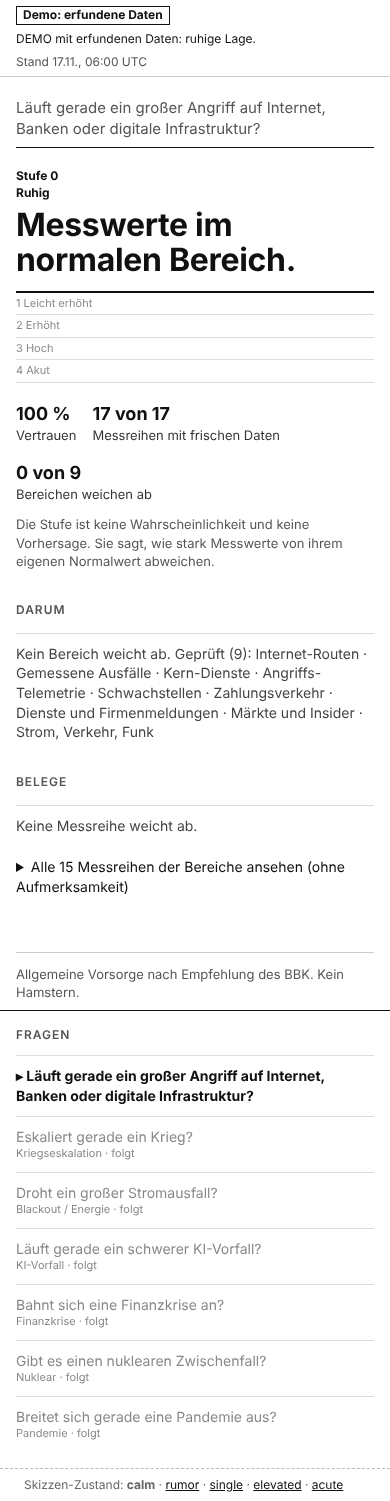 Demo: erfundene Daten
DEMO mit erfundenen Daten: ruhige Lage.
Stand 17.11., 06:00 UTC
Läuft gerade ein großer Angriff auf Internet,
Banken oder digitale Infrastruktur?
Stufe 0
Ruhig
Messwerte im
normalen Bereich.
1 Leicht erhöht
2 Erhöht
3 Hoch
4 Akut
100 % 17 von 17
Vertrauen Messreihen mit frischen Daten
0 von 9
Bereichen weichen ab
Die Stufe ist keine Wahrscheinlichkeit und keine
Vorhersage. Sie sagt, wie stark Messwerte von ihrem
eigenen Normalwert abweichen.
DARUM
Kein Bereich weicht ab. Geprüft (9): Internet-Routen ·
Gemessene Ausfälle · Kern-Dienste · Angriffs-
Telemetrie · Schwachstellen · Zahlungsverkehr ·
Dienste und Firmenmeldungen · Märkte und Insider ·
Strom, Verkehr, Funk
BELEGE
Keine Messreihe weicht ab.
▶ Alle 15 Messreihen der Bereiche ansehen (ohne
Aufmerksamkeit)
Allgemeine Vorsorge nach Empfehlung des BBK. Kein
Hamstern.
FRAGEN
▸ Läuft gerade ein großer Angriff auf Internet,
Banken oder digitale Infrastruktur?
Eskaliert gerade ein Krieg?
Kriegseskalation · folgt
Droht ein großer Stromausfall?
Blackout / Energie · folgt
Läuft gerade ein schwerer KI-Vorfall?
KI-Vorfall · folgt
Bahnt sich eine Finanzkrise an?
Finanzkrise · folgt
Gibt es einen nuklearen Zwischenfall?
Nuklear · folgt
Breitet sich gerade eine Pandemie aus?
Pandemie · folgt
Skizzen-Zustand: calm · rumor · single · elevated · acute